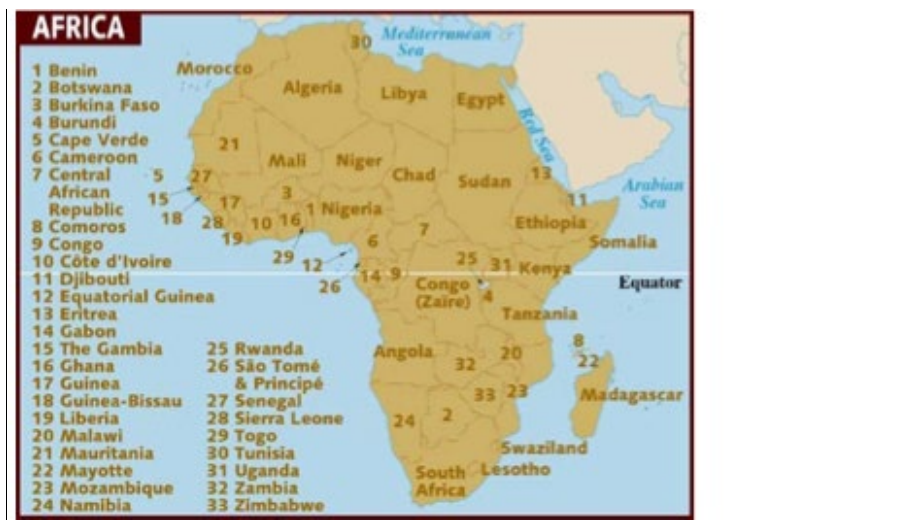 AFRICA
1 Benin
2 Botswana
3 Burkina Faso
4 Burundi
5 Cape Verde
6 Cameroon
7 Central
African
Republic
8 Comoros
9 Congo
10 Côte d'Ivoire
11 Djibouti
12 Equatorial Guinea
13 Eritrea
14 Gabon
15 The Gambia
16 Ghana
17 Guinea
18 Guinea-Bissau
19 Liberia
20 Malawi
21 Mauritania
22 Mayotte
23 Mozambique
24 Namibia
25 Rwanda
26 São Tomé
& Principé
27 Senegal
28 Sierra Leone
29 Togo
30 Tunisia
31 Uganda
32 Zambia
33 Zimbabwe
Mediterranean
Sea
30
Morocco
Algeria
Libya
Egypt
Red Sea
21
Mali
Niger
Chad
Sudan
13
Arabian
Sea
5
27
15
18
17
3
28
10
16
1
Nigeria
19
29
7
11
Ethiopia
Somalia
6
12
26
14
9
25
31
Kenya
Congo
(Zaire)
4
Equator
Tanzania
Angola
32
20
8
22
33
23
Madagascar
24
2
Swaziland
Lesotho
South
Africa